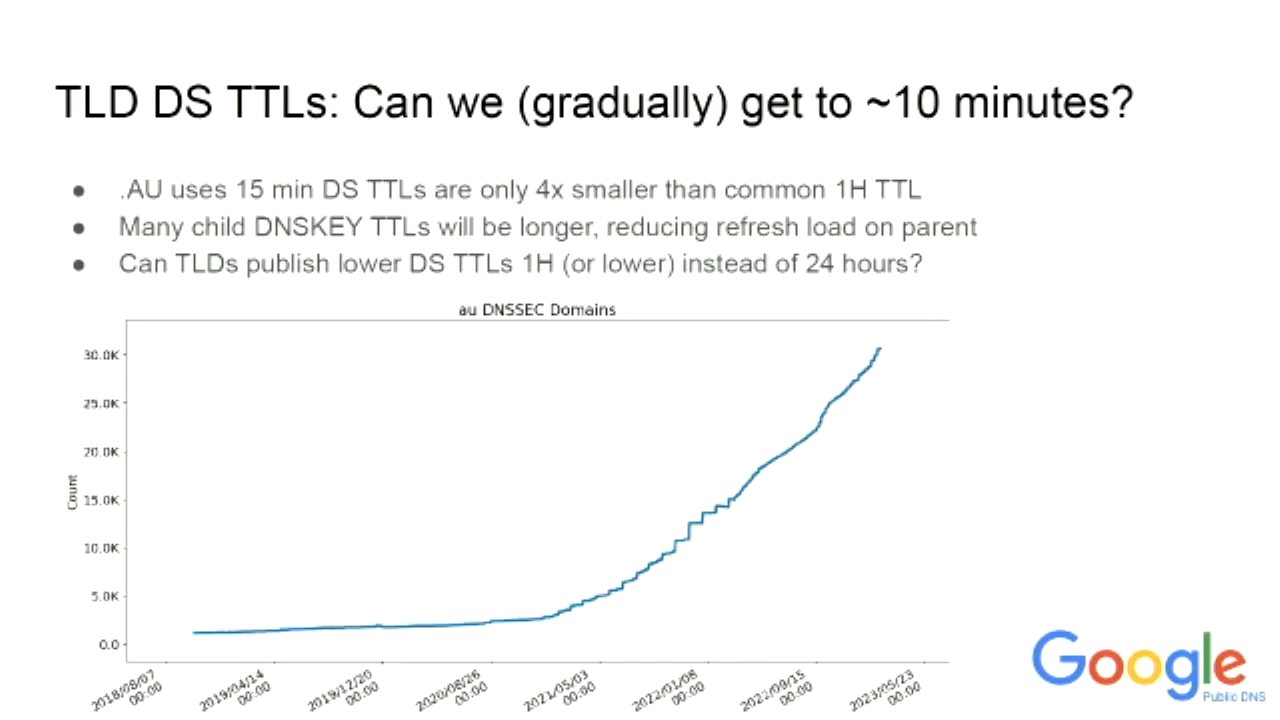 TLD DS TTLs: Can we (gradually) get to ~10 minutes?
● .AU uses 15 min DS TTLs are only 4x smaller than common 1H TTL
● Many child DNSKEY TTLs will be longer, reducing refresh load on parent
● Can TLDs publish lower DS TTLs 1H (or lower) instead of 24 hours?
au DNSSEC Domains
30.0K
25.0K
20.0K
15.0K
10.0K
5.0K
0.0
Count
2018/08/07
00:00
2019/04/14
00:00
2019/12/20
00:00
2020/08/26
00:00
2021/05/03
00:00
2022/01/08
00:00
2022/09/15
00:00
2023/05/23
00:00
Google
Public DNS